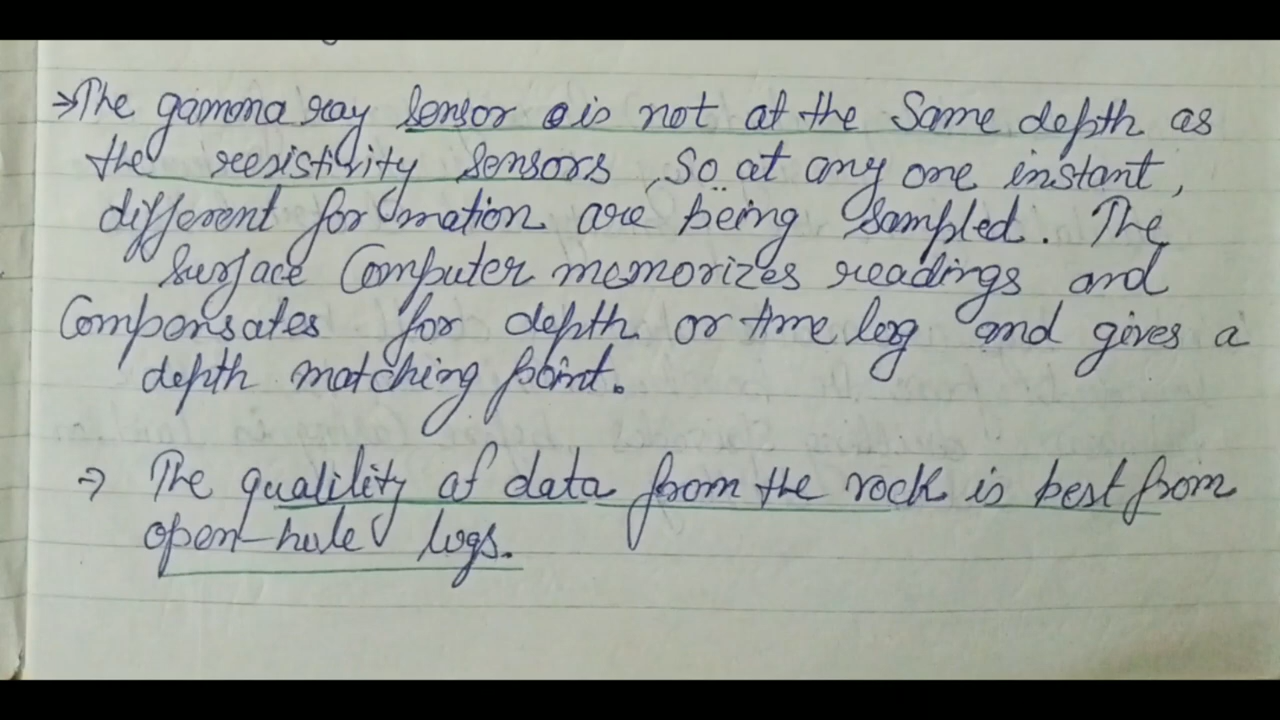 →The gamma ray sensor is not at the same depth as
the resistivity sensors, so at any one instant,
different formation are being sampled. The
surface computer memorizes readings and
Compensates for depth or time log and gives a
depth matching point.
→ The qualility of data from the rock is best from
open-hole logs.